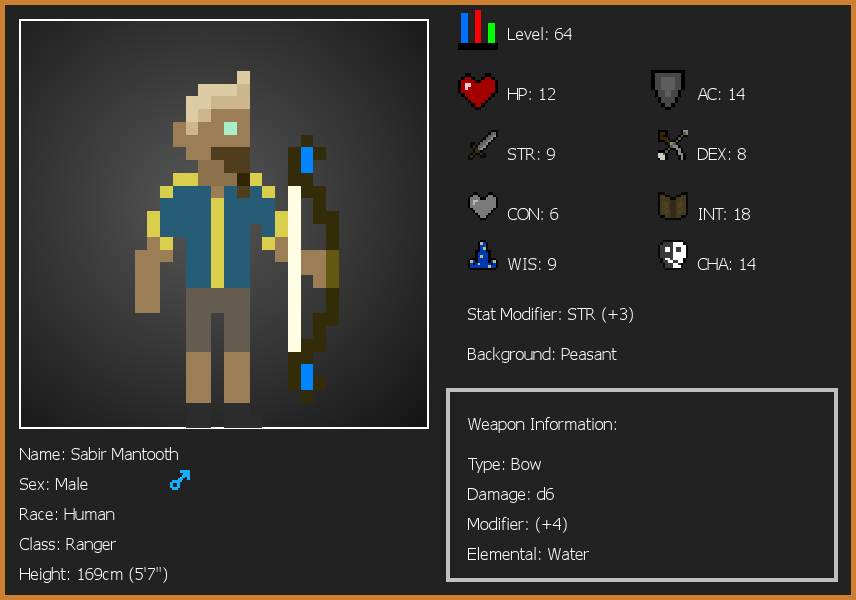 Level: 64
HP: 12
AC: 14
STR: 9
DEX: 8
CON: 6
INT: 18
WIS: 9
CHA: 14
Stat Modifier: STR (+3)
Background: Peasant
Weapon Information:
Type: Bow
Damage: d6
Modifier: (+4)
Elemental: Water
Name: Sabir Mantooth
Sex: Male
Race: Human
Class: Ranger
Height: 169cm (5'7")